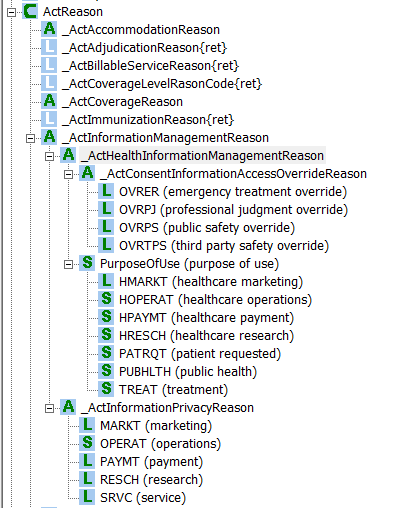 C ActReason
A _ActAccommodationReason
L _ActAdjudicationReason{ret}
L _ActBillableServiceReason{ret}
L _ActCoverageLevelRasonCode{ret}
A _ActCoverageReason
L _ActImmunizationReason{ret}
A _ActInformationManagementReason
A _ActHealthInformationManagementReason
A _ActConsentInformationAccessOverrideReason
L OVRER (emergency treatment override)
L OVRPJ (professional judgment override)
L OVRPS (public safety override)
L OVRTPS (third party safety override)
S PurposeOfUse (purpose of use)
L HMARKT (healthcare marketing)
S HOPERAT (healthcare operations)
S HPAYMT (healthcare payment)
S HRESCH (healthcare research)
S PATRQT (patient requested)
S PUBHLTH (public health)
S TREAT (treatment)
A _ActInformationPrivacyReason
L MARKT (marketing)
S OPERAT (operations)
L PAYMT (payment)
L RESCH (research)
L SRVC (service)